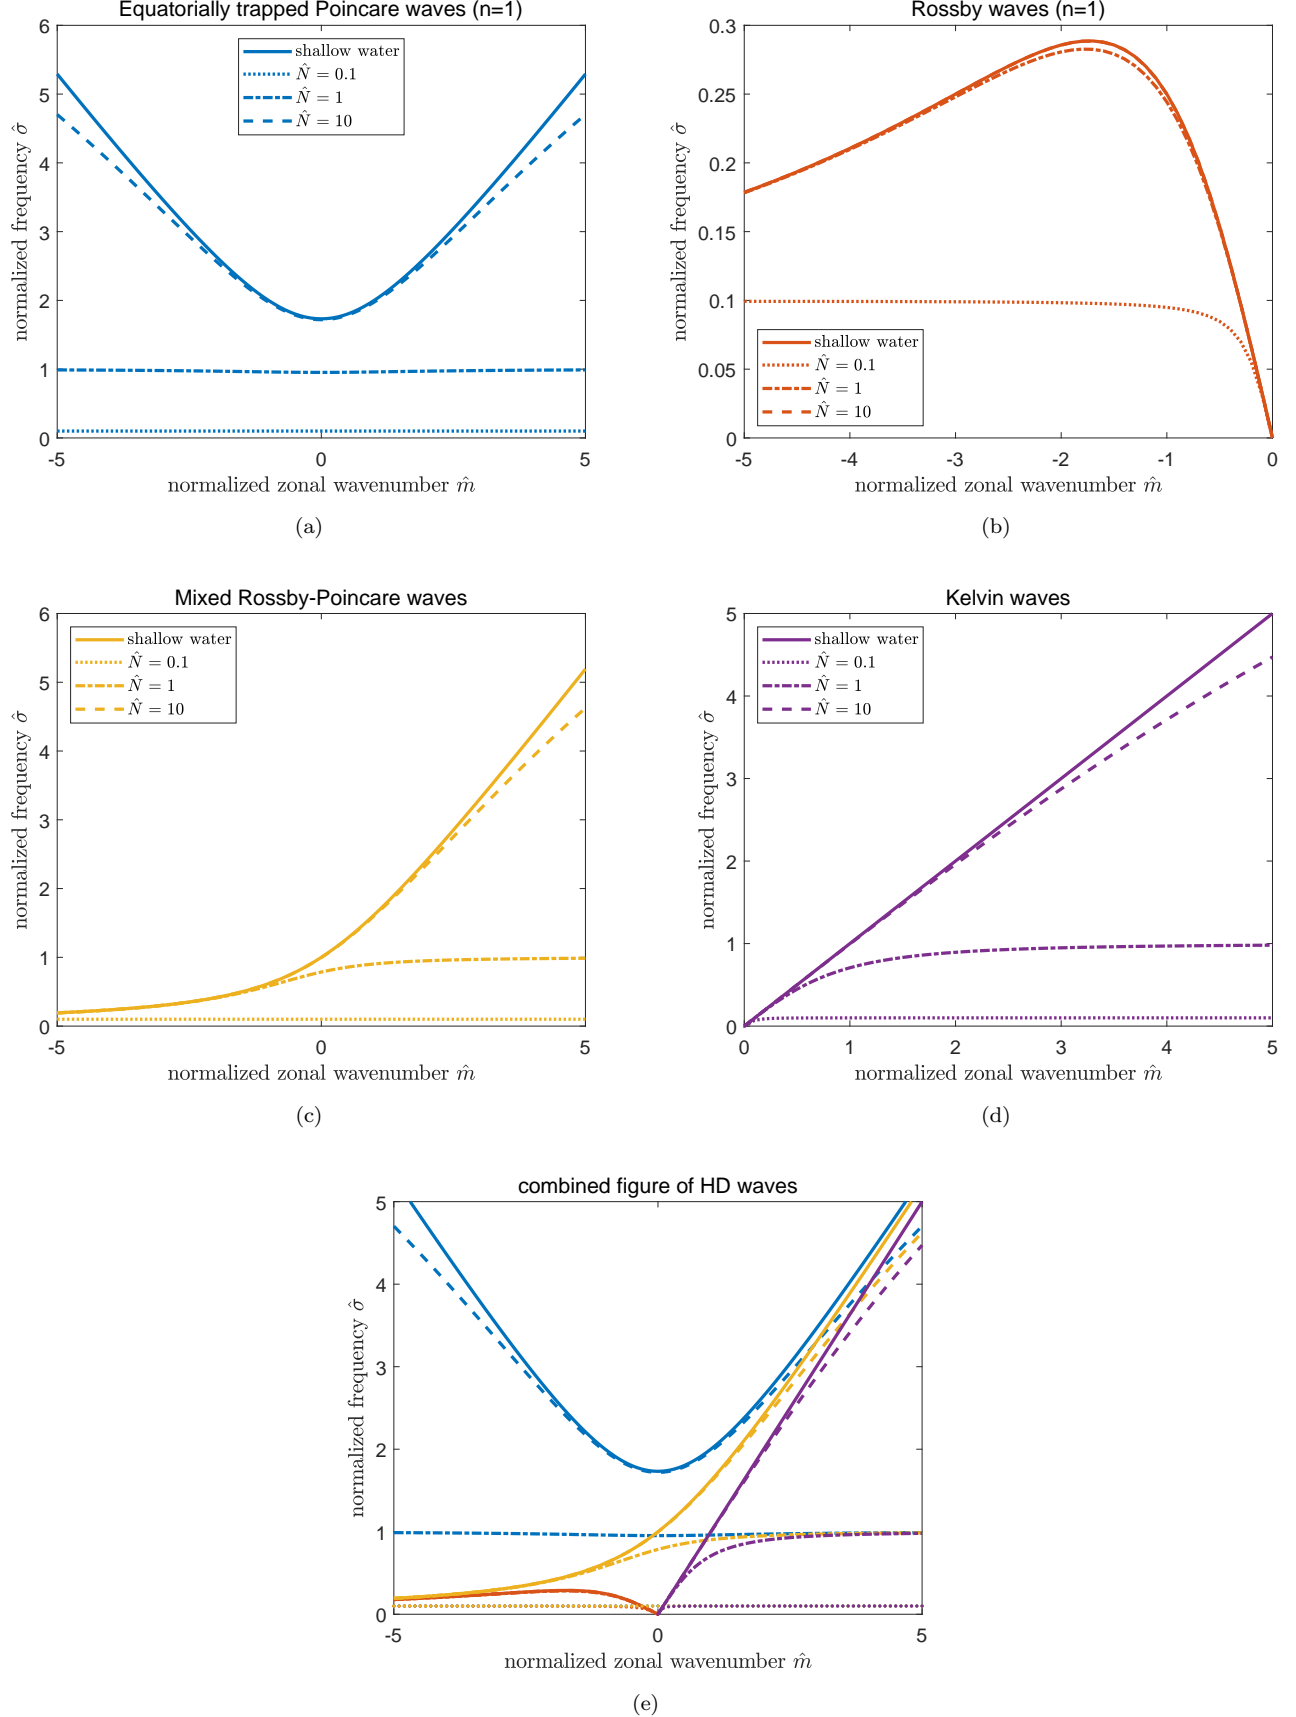 Equatorially trapped Poincare waves (n=1)
6
5
4
3
2
1
0
-5
0
5
normalized frequency σ̂
normalized zonal wavenumber m̂
shallow water
N̂ = 0.1
N̂ = 1
N̂ = 10
(a)
Rossby waves (n=1)
0.3
0.25
0.2
0.15
0.1
0.05
0
-5
-4
-3
-2
-1
0
normalized frequency σ̂
normalized zonal wavenumber m̂
shallow water
N̂ = 0.1
N̂ = 1
N̂ = 10
(b)
Mixed Rossby-Poincare waves
6
5
4
3
2
1
0
-5
0
5
normalized frequency σ̂
normalized zonal wavenumber m̂
shallow water
N̂ = 0.1
N̂ = 1
N̂ = 10
(c)
Kelvin waves
5
4
3
2
1
0
0
1
2
3
4
5
normalized frequency σ̂
normalized zonal wavenumber m̂
shallow water
N̂ = 0.1
N̂ = 1
N̂ = 10
(d)
combined figure of HD waves
5
4
3
2
1
0
-5
0
5
normalized frequency σ̂
normalized zonal wavenumber m̂
(e)